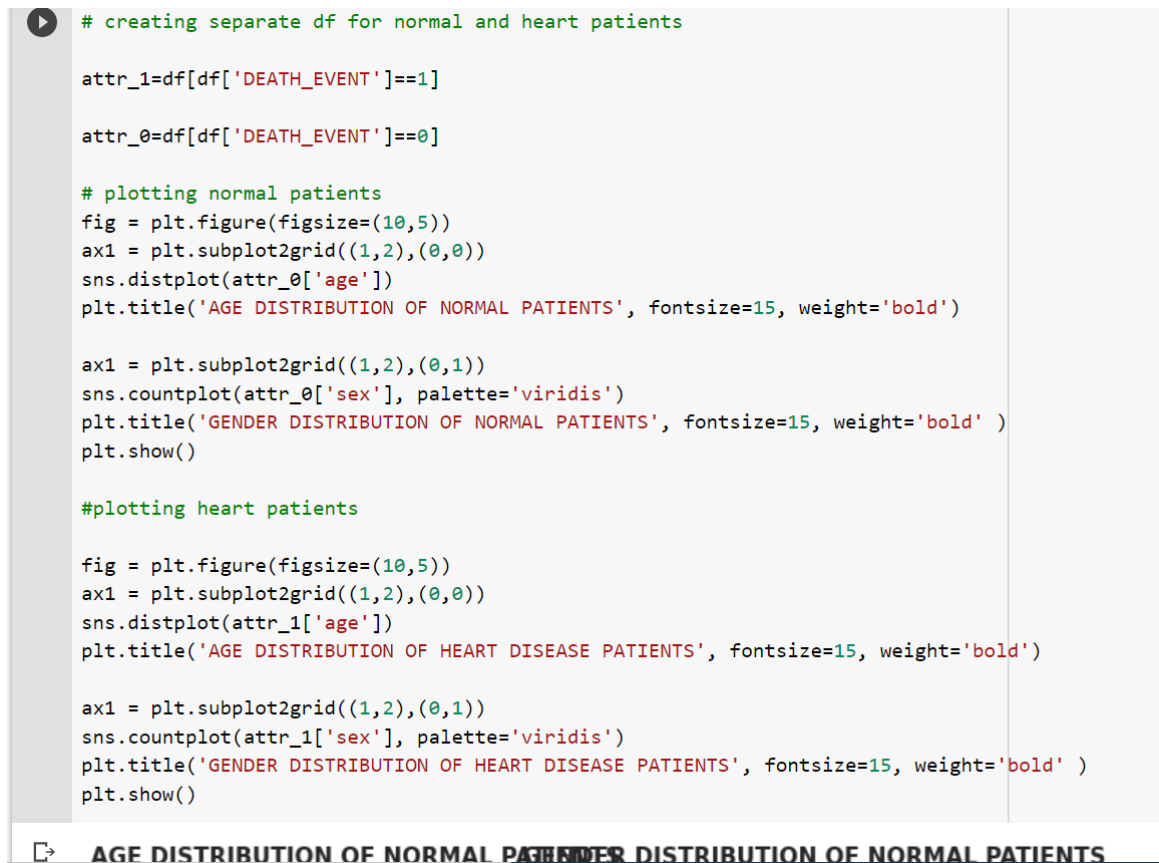 # creating separate df for normal and heart patients
attr_1=df[df['DEATH_EVENT']==1]
attr_0=df[df['DEATH_EVENT']==0]
# plotting normal patients
fig = plt.figure(figsize=(10,5))
ax1 = plt.subplot2grid((1,2),(0,0))
sns.distplot(attr_0['age'])
plt.title('AGE DISTRIBUTION OF NORMAL PATIENTS', fontsize=15, weight='bold')
ax1 = plt.subplot2grid((1,2),(0,1))
sns.countplot(attr_0['sex'], palette='viridis')
plt.title('GENDER DISTRIBUTION OF NORMAL PATIENTS', fontsize=15, weight='bold' )
plt.show()
#plotting heart patients
fig = plt.figure(figsize=(10,5))
ax1 = plt.subplot2grid((1,2),(0,0))
sns.distplot(attr_1['age'])
plt.title('AGE DISTRIBUTION OF HEART DISEASE PATIENTS', fontsize=15, weight='bold')
ax1 = plt.subplot2grid((1,2),(0,1))
sns.countplot(attr_1['sex'], palette='viridis')
plt.title('GENDER DISTRIBUTION OF HEART DISEASE PATIENTS', fontsize=15, weight='bold' )
plt.show()
AGE DISTRIBUTION OF NORMAL PATIENTS GENDER DISTRIBUTION OF NORMAL PATIENTS